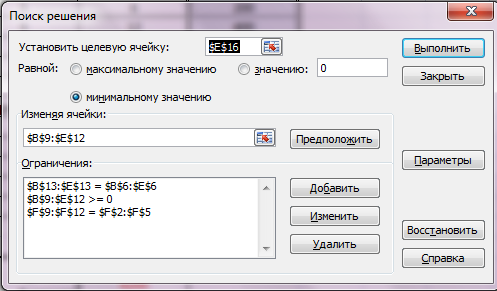 Поиск решения
Установить целевую ячейку: $E$16 Выполнить
Равной: максимальному значению значению: 0 Закрыть
минимальному значению
Изменяя ячейки:
$B$9:$E$12 Предположить
Ограничения: Параметры
$B$13:$E$13 = $B$6:$E$6 Добавить
$B$9:$E$12 >= 0
$F$9:$F$12 = $F$2:$F$5 Изменить
Восстановить
Удалить
Справка